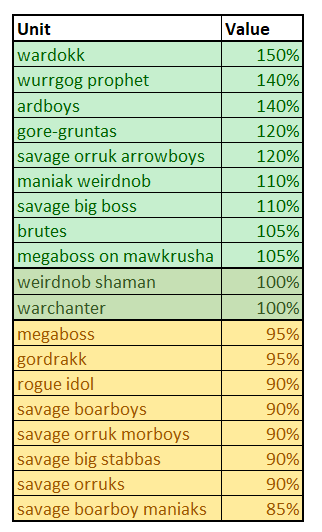 Unit Value
wardokk 150%
wurrgog prophet 140%
ardboys 140%
gore-gruntas 120%
savage orruk arrowboys 120%
maniak weirdnob 110%
savage big boss 110%
brutes 105%
megaboss on mawkrusha 105%
weirdnob shaman 100%
warchanter 100%
megaboss 95%
gordrakk 95%
rogue idol 90%
savage boarboys 90%
savage orruk morboys 90%
savage big stabbas 90%
savage orruks 90%
savage boarboy maniaks 85%